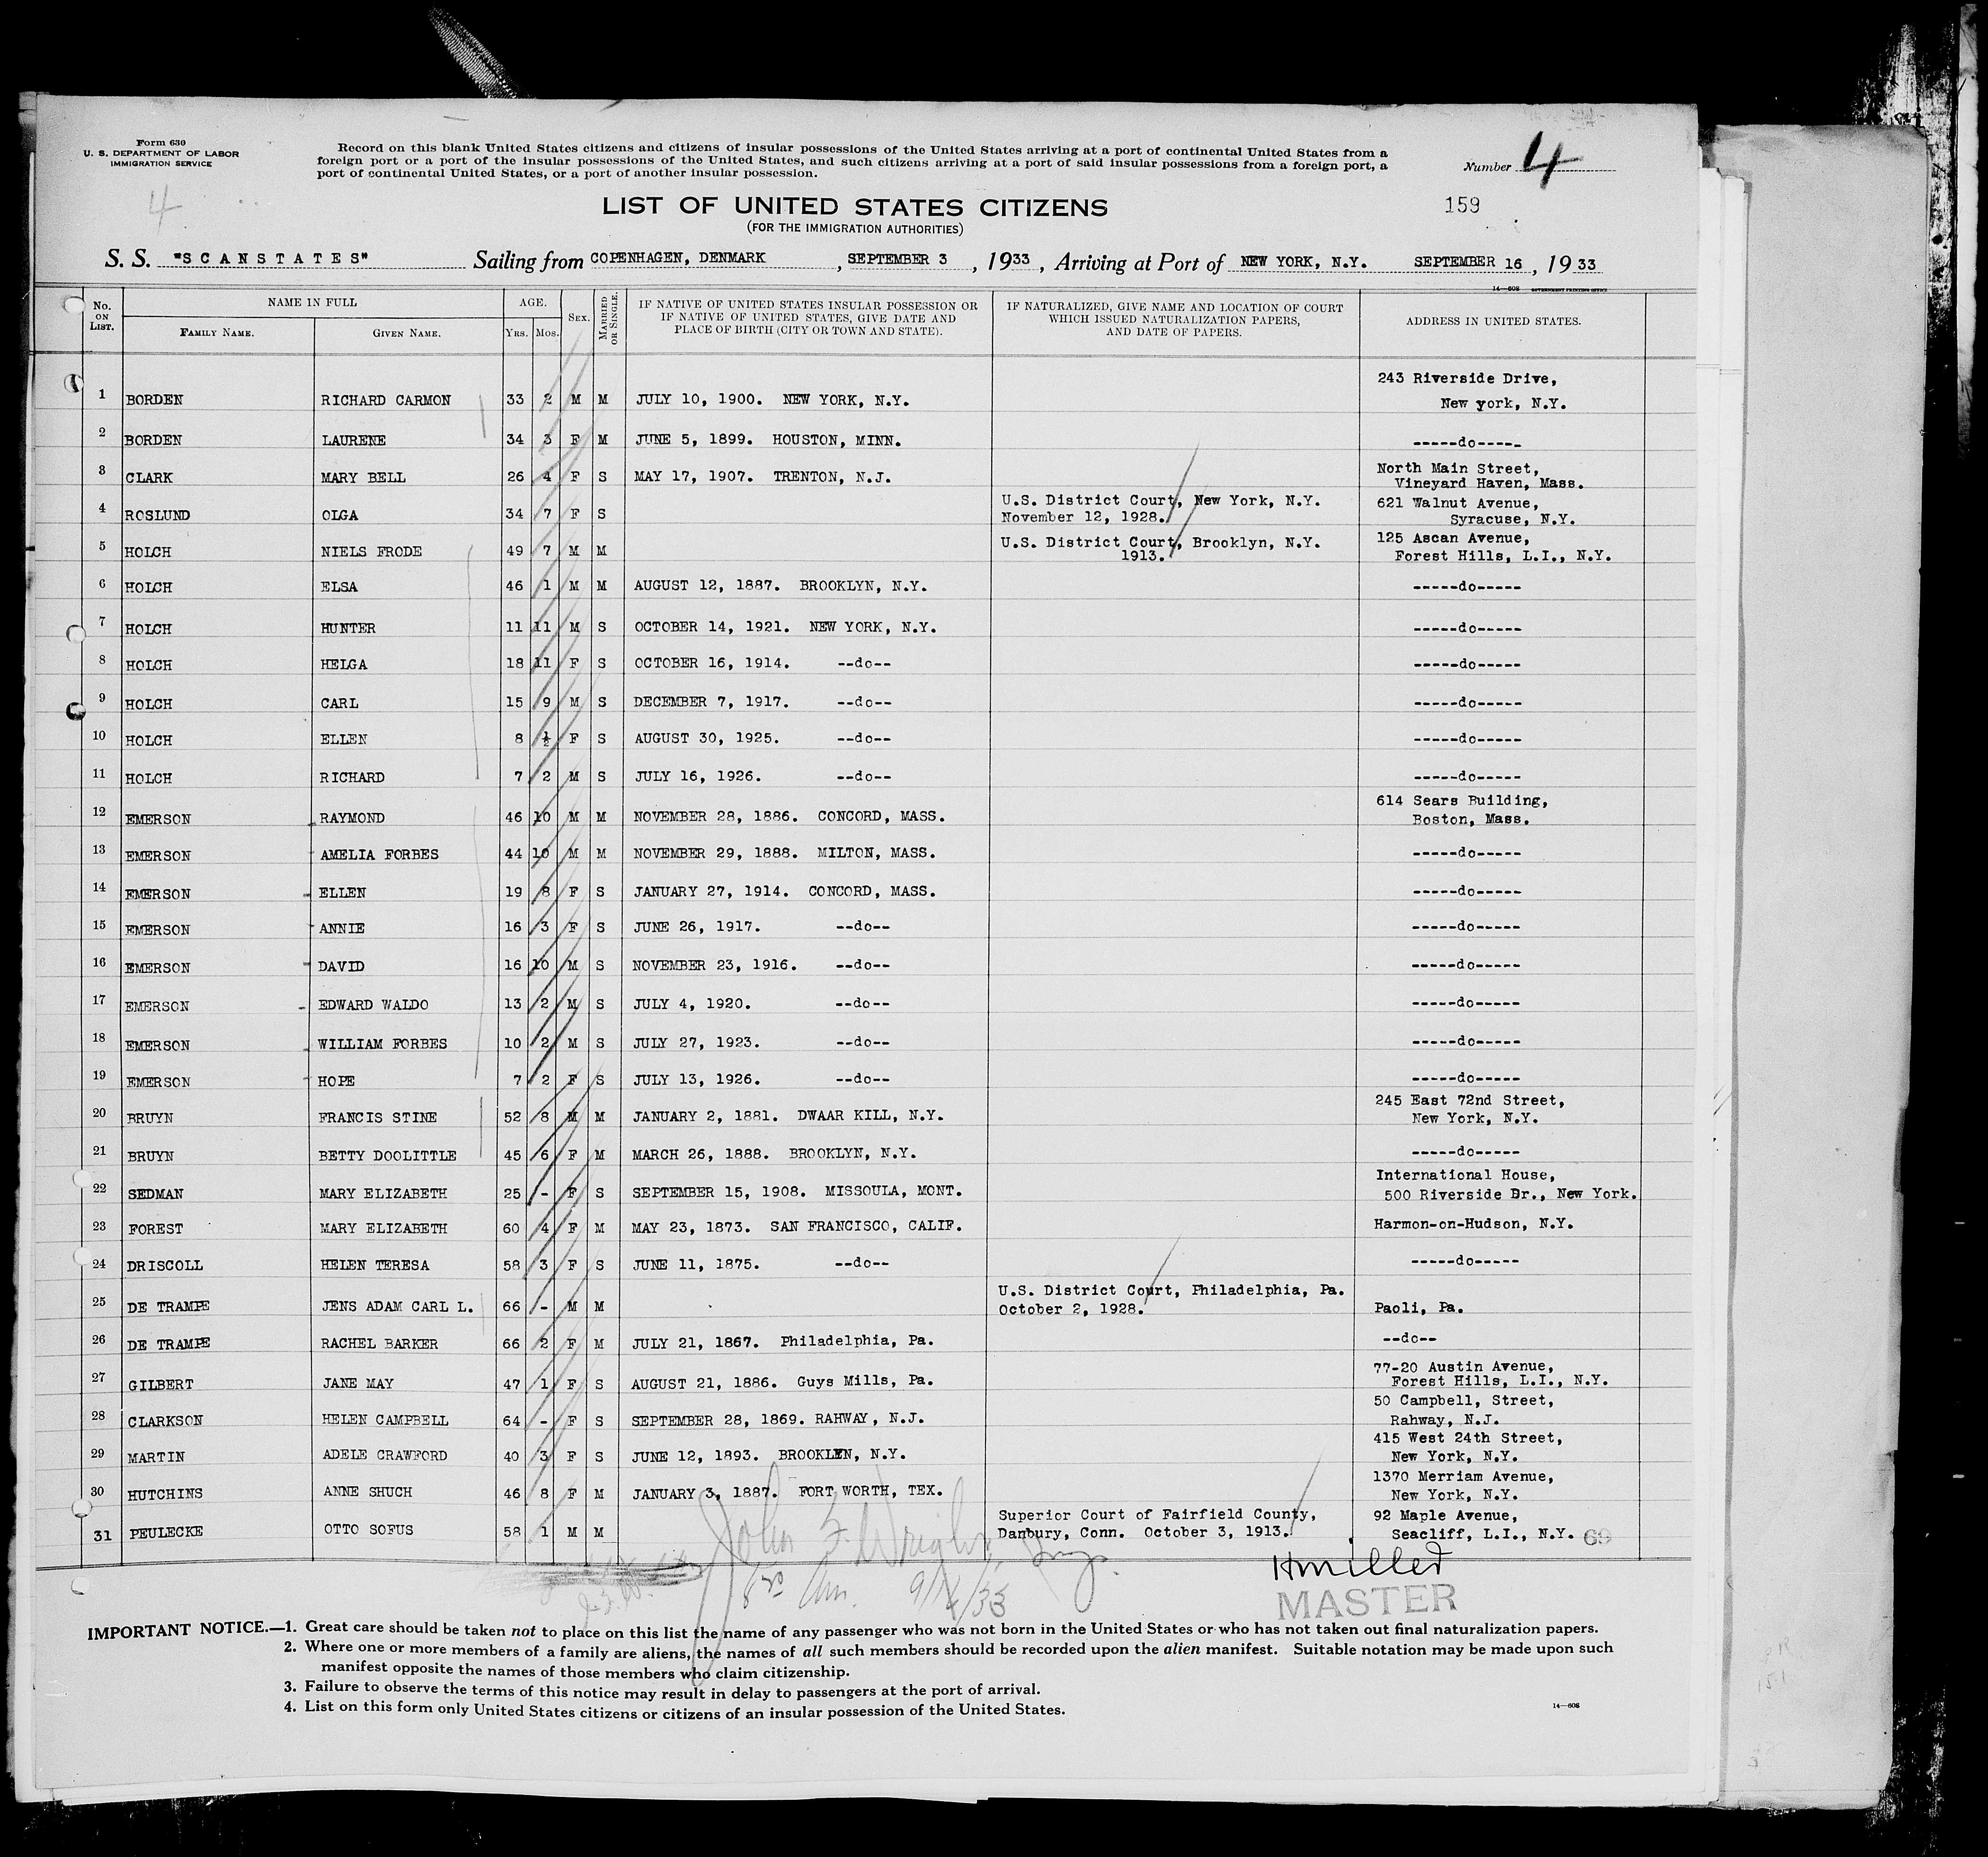 Form 630
U. S. DEPARTMENT OF LABOR
IMMIGRATION SERVICE
4
Record on this blank United States citizens and citizens of insular possessions of the United States arriving at a port of continental United States from a
foreign port or a port of the insular possessions of the United States, and such citizens arriving at a port of said insular possessions from a foreign port, a
port of continental United States, or a port of another insular possession.
Number 4
LIST OF UNITED STATES CITIZENS
(FOR THE IMMIGRATION AUTHORITIES)
159
S. S. "SCANSTATES" Sailing from COPENHAGEN, DENMARK, SEPTEMBER 3, 1933, Arriving at Port of NEW YORK, N.Y. SEPTEMBER 16, 1933
14—608 GOVERNMENT PRINTING OFFICE
No. ON LIST. NAME IN FULL FAMILY NAME. GIVEN NAME. AGE. YRS. MOS. SEX. MARRIED OR SINGLE. IF NATIVE OF UNITED STATES INSULAR POSSESSION OR IF NATIVE OF UNITED STATES, GIVE DATE AND PLACE OF BIRTH (CITY OR TOWN AND STATE). IF NATURALIZED, GIVE NAME AND LOCATION OF COURT WHICH ISSUED NATURALIZATION PAPERS, AND DATE OF PAPERS. ADDRESS IN UNITED STATES.
1 BORDEN RICHARD CARMON 33 2 M M JULY 10, 1900. NEW YORK, N.Y. 243 Riverside Drive, New york, N.Y.
2 BORDEN LAURENE 34 3 F M JUNE 5, 1899. HOUSTON, MINN. -----do-----
3 CLARK MARY BELL 26 4 F S MAY 17, 1907. TRENTON, N.J. North Main Street, Vineyard Haven, Mass.
4 ROSLUND OLGA 34 7 F S U.S. District Court, New York, N.Y. November 12, 1928. 621 Walnut Avenue, Syracuse, N.Y.
5 HOLCH NIELS FRODE 49 7 M M U.S. District Court, Brooklyn, N.Y. 1913. 125 Ascan Avenue, Forest Hills, L.I., N.Y.
6 HOLCH ELSA 46 1 M M AUGUST 12, 1887. BROOKLYN, N.Y. -----do-----
7 HOLCH HUNTER 11 11 M S OCTOBER 14, 1921. NEW YORK, N.Y. -----do-----
8 HOLCH HELGA 18 11 F S OCTOBER 16, 1914. --do-- -----do-----
9 HOLCH CARL 15 9 M S DECEMBER 7, 1917. --do-- -----do-----
10 HOLCH ELLEN 8 ½ F S AUGUST 30, 1925. --do-- -----do-----
11 HOLCH RICHARD 7 2 M S JULY 16, 1926. --do-- -----do-----
12 EMERSON RAYMOND 46 10 M M NOVEMBER 28, 1886. CONCORD, MASS. 614 Sears Building, Boston, Mass.
13 EMERSON AMELIA FORBES 44 10 M M NOVEMBER 29, 1888. MILTON, MASS. -----do-----
14 EMERSON ELLEN 19 8 F S JANUARY 27, 1914. CONCORD, MASS. -----do-----
15 EMERSON ANNIE 16 3 F S JUNE 26, 1917. --do-- -----do-----
16 EMERSON DAVID 16 10 M S NOVEMBER 23, 1916. --do-- -----do-----
17 EMERSON EDWARD WALDO 13 2 M S JULY 4, 1920. --do-- -----do-----
18 EMERSON WILLIAM FORBES 10 2 M S JULY 27, 1923. --do-- -----do-----
19 EMERSON HOPE 7 2 F S JULY 13, 1926. --do-- -----do-----
20 BRUYN FRANCIS STINE 52 8 M M JANUARY 2, 1881. DWAAR KILL, N.Y. 245 East 72nd Street, New York, N.Y.
21 BRUYN BETTY DOOLITTLE 45 6 F M MARCH 26, 1888. BROOKLYN, N.Y. -----do-----
22 SEDMAN MARY ELIZABETH 25 - F S SEPTEMBER 15, 1908. MISSOULA, MONT. International House, 500 Riverside Dr., New York.
23 FOREST MARY ELIZABETH 60 4 F M MAY 23, 1873. SAN FRANCISCO, CALIF. Harmon-on-Hudson, N.Y.
24 DRISCOLL HELEN TERESA 58 3 F S JUNE 11, 1875. --do-- -----do-----
25 DE TRAMPE JENS ADAM CARL L. 66 - M M U.S. District Court, Philadelphia, Pa. October 2, 1928. Paoli, Pa.
26 DE TRAMPE RACHEL BARKER 66 2 F M JULY 21, 1867. Philadelphia, Pa. --do--
27 GILBERT JANE MAY 47 1 F S AUGUST 21, 1886. Guys Mills, Pa. 77-20 Austin Avenue, Forest Hills, L.I., N.Y.
28 CLARKSON HELEN CAMPBELL 64 - F S SEPTEMBER 28, 1869. RAHWAY, N.J. 50 Campbell, Street, Rahway, N.J.
29 MARTIN ADELE CRAWFORD 40 3 F S JUNE 12, 1893. BROOKLEN, N.Y. 415 West 24th Street, New York, N.Y.
30 HUTCHINS ANNE SHUCH 46 8 F M JANUARY 3, 1887. FORT WORTH, TEX. 1370 Merriam Avenue, New York, N.Y.
31 PEULECKE OTTO SOFUS 58 1 M M Superior Court of Fairfield County, Danbury, Conn. October 3, 1913. 92 Maple Avenue, Seacliff, L.I., N.Y. 69
John F. Wright
Hmilled
MASTER
IMPORTANT NOTICE.—1. Great care should be taken not to place on this list the name of any passenger who was not born in the United States or who has not taken out final naturalization papers.
2. Where one or more members of a family are aliens, the names of all such members should be recorded upon the alien manifest. Suitable notation may be made upon such
manifest opposite the names of those members who claim citizenship.
3. Failure to observe the terms of this notice may result in delay to passengers at the port of arrival.
4. List on this form only United States citizens or citizens of an insular possession of the United States.
14—608